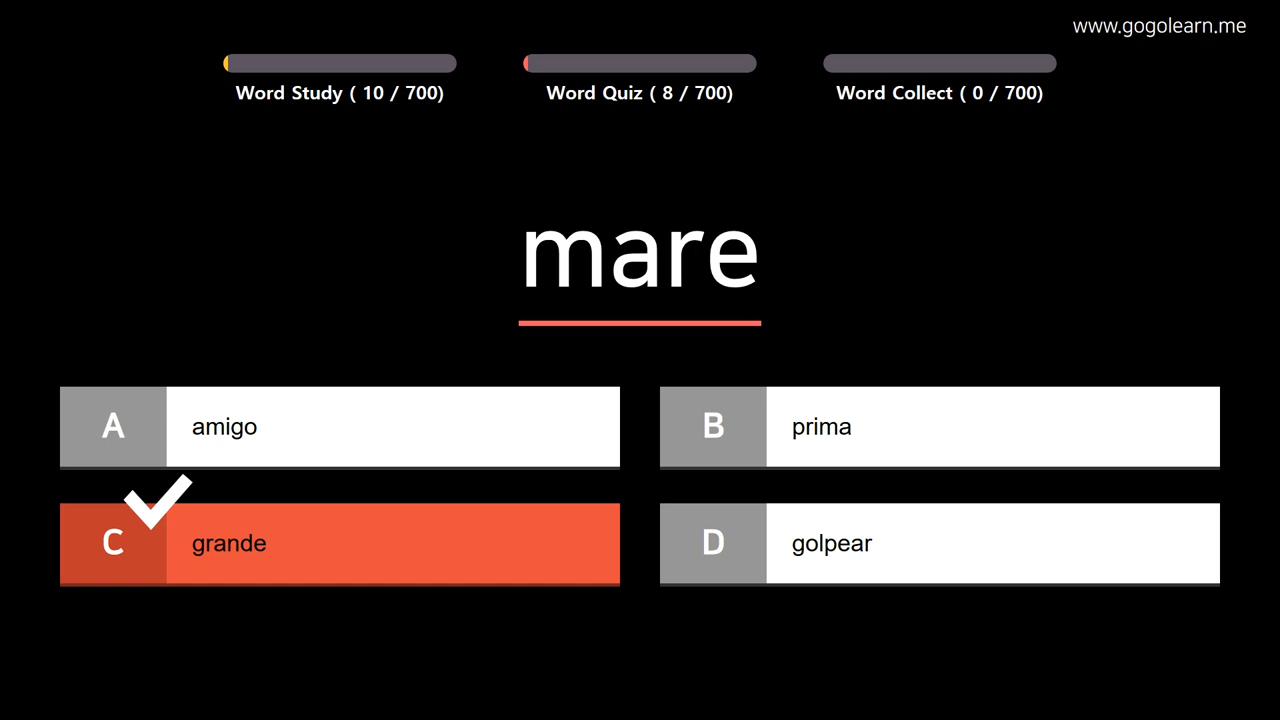 www.gogolearn.me
Word Study ( 10 / 700)
Word Quiz ( 8 / 700)
Word Collect ( 0 / 700)
mare
A amigo
B prima
C grande
D golpear